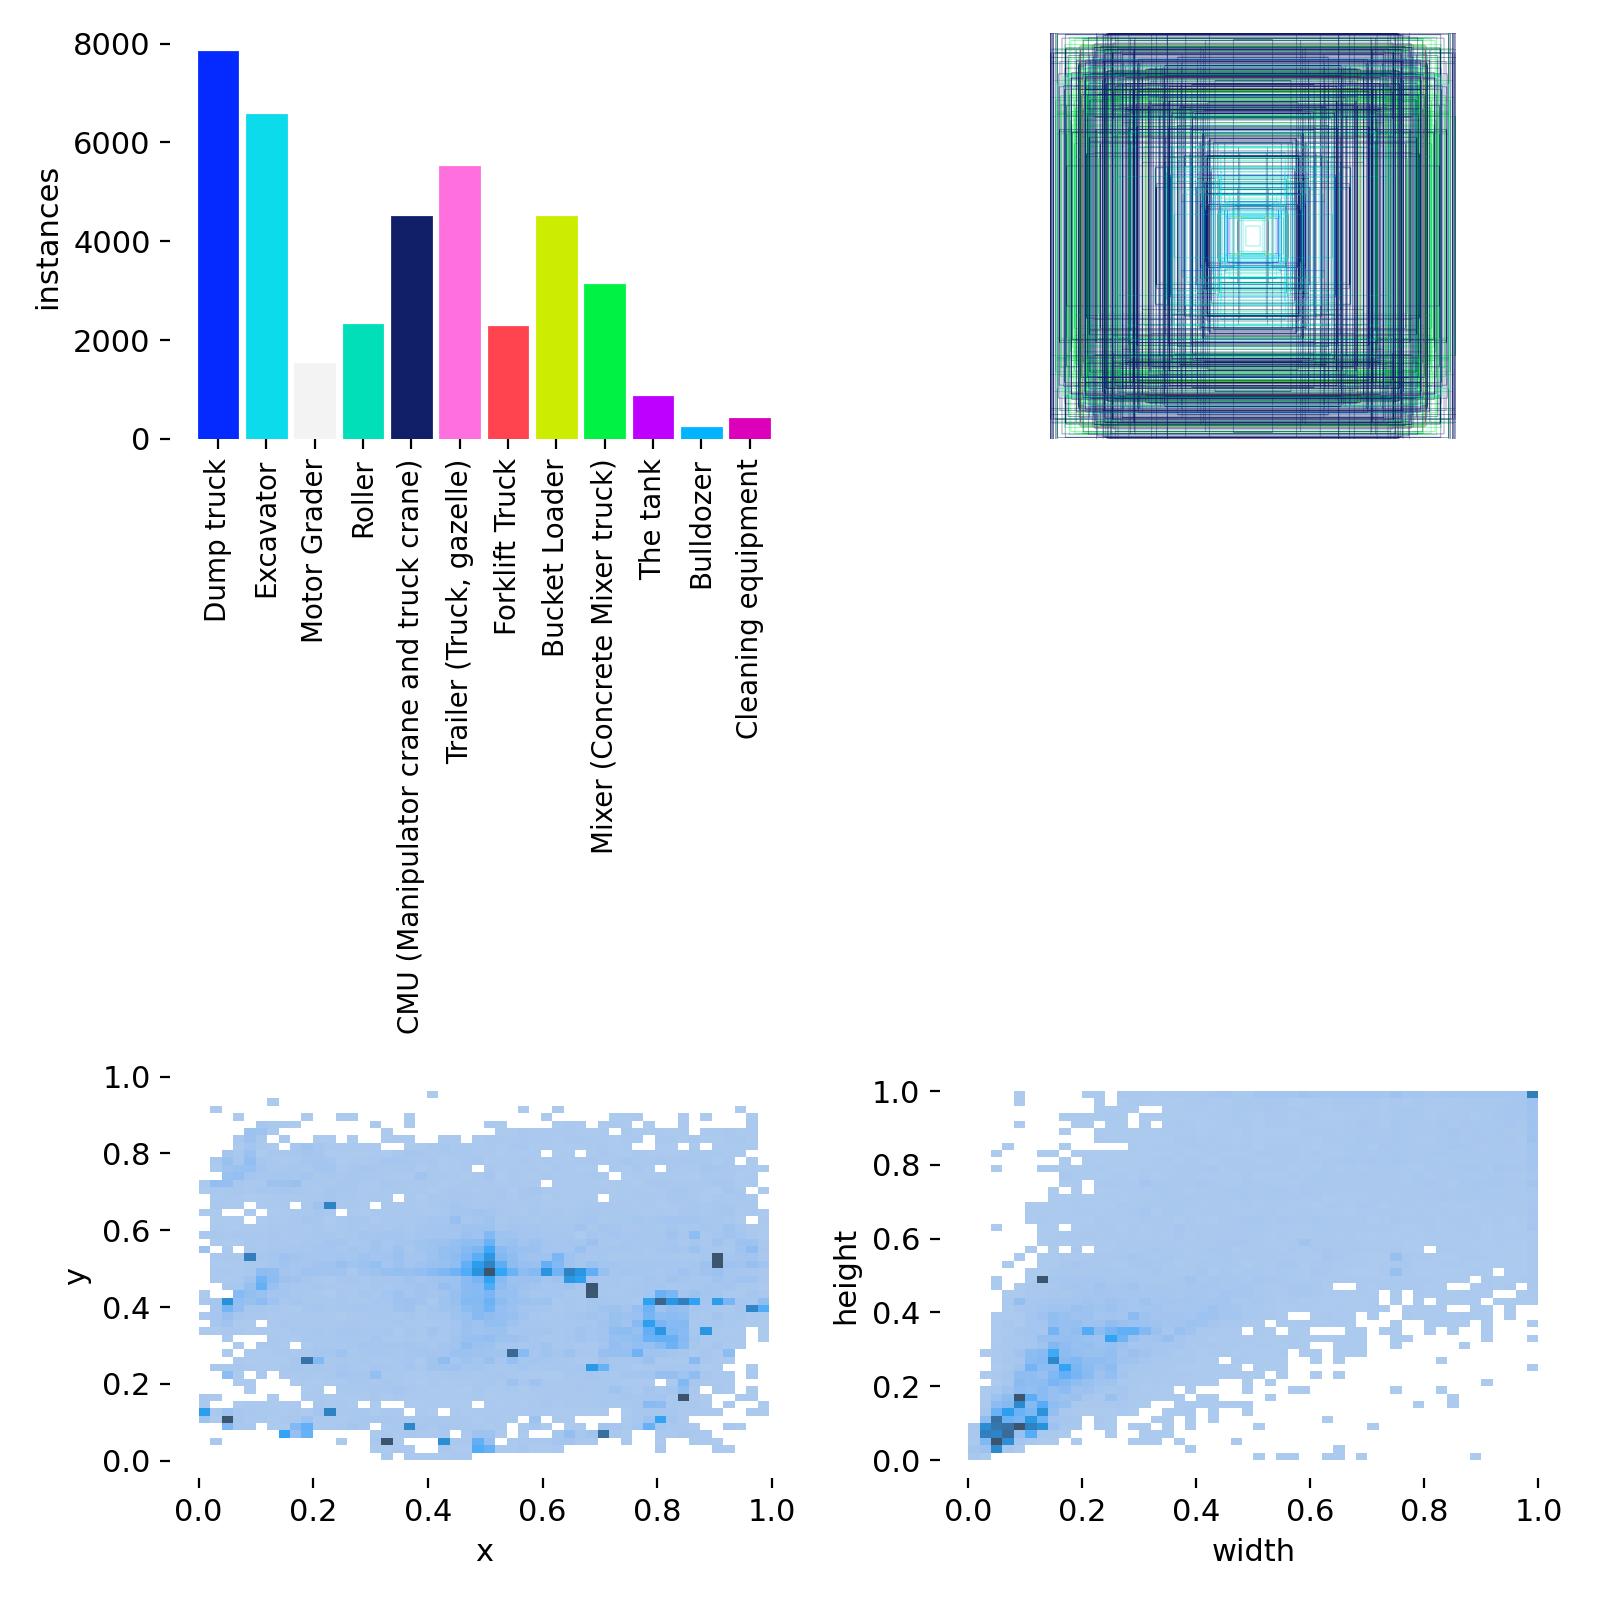 8000
6000
4000
2000
0
instances
Dump truck
Excavator
Motor Grader
Roller
CMU (Manipulator crane and truck crane)
Trailer (Truck, gazelle)
Forklift Truck
Bucket Loader
Mixer (Concrete Mixer truck)
The tank
Bulldozer
Cleaning equipment
1.0
0.8
0.6
0.4
0.2
0.0
y
0.0 0.2 0.4 0.6 0.8 1.0
x
1.0
0.8
0.6
0.4
0.2
0.0
height
0.0 0.2 0.4 0.6 0.8 1.0
width